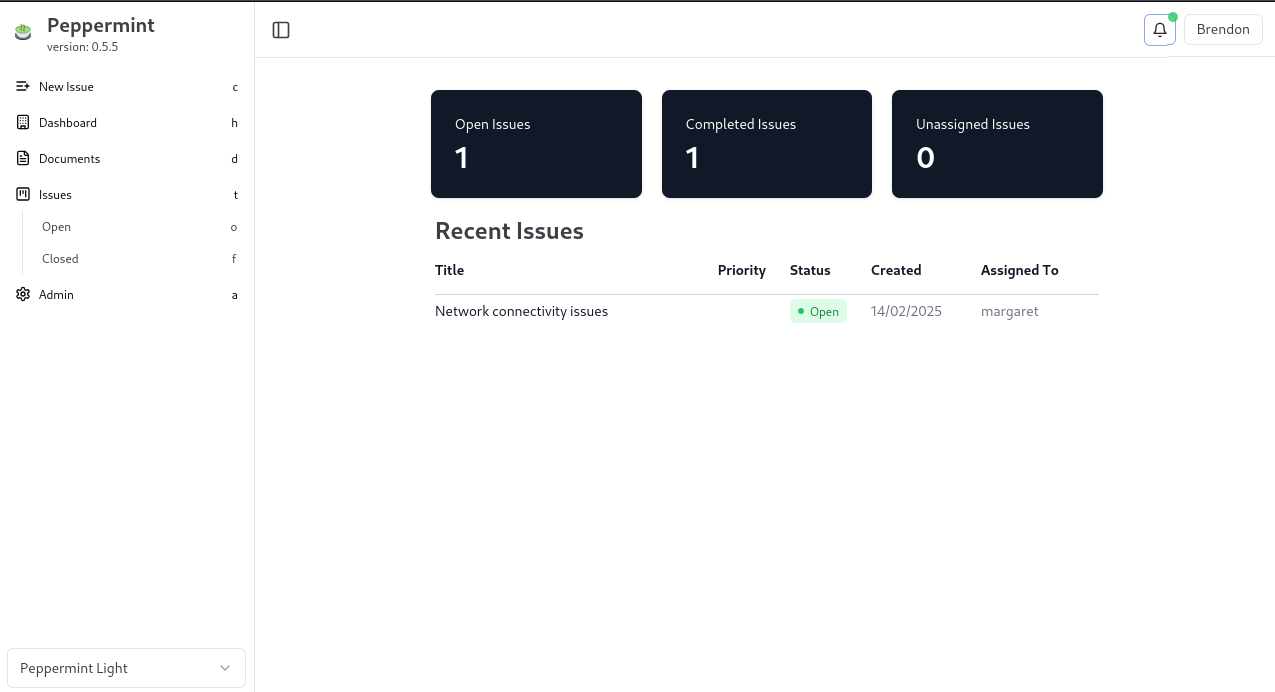 Peppermint
version: 0.5.5
Brendon
New Issue c
Dashboard h
Documents d
Issues t
Open o
Closed f
Admin a
Open Issues
1
Completed Issues
1
Unassigned Issues
0
Recent Issues
Title Priority Status Created Assigned To
Network connectivity issues Open 14/02/2025 margaret
Peppermint Light